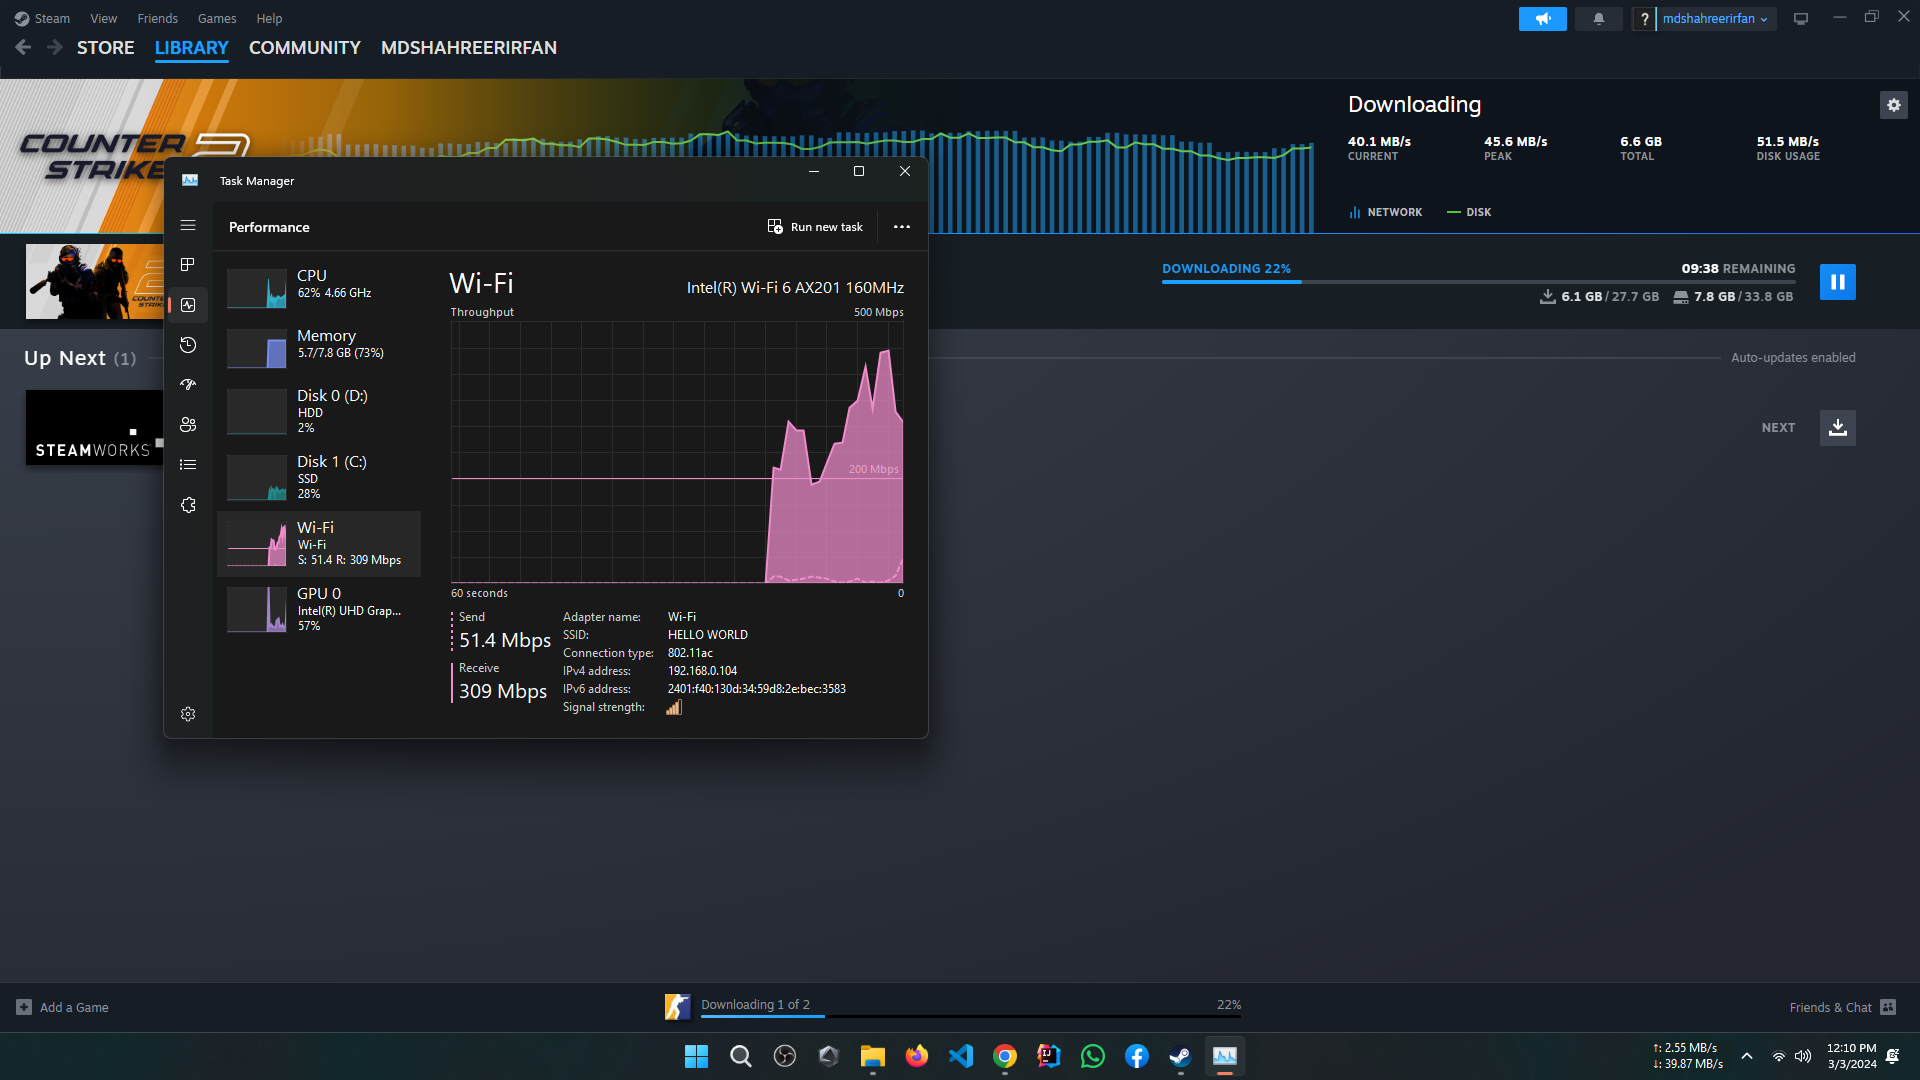 Steam View Friends Games Help
? mdshahreerirfan
STORE LIBRARY COMMUNITY MDSHAHREERIRFAN
COUNTER
STRIKE 2
Downloading
40.1 MB/s 45.6 MB/s 6.6 GB 51.5 MB/s
CURRENT PEAK TOTAL DISK USAGE
NETWORK DISK
DOWNLOADING 22% 09:38 REMAINING
6.1 GB / 27.7 GB 7.8 GB / 33.8 GB
Up Next (1)
Auto-updates enabled
STEAMWORKS
NEXT
Task Manager
Performance
Run new task
CPU
62% 4.66 GHz
Memory
5.7/7.8 GB (73%)
Disk 0 (D:)
HDD
2%
Disk 1 (C:)
SSD
28%
Wi-Fi
Wi-Fi
S: 51.4 R: 309 Mbps
GPU 0
Intel(R) UHD Grap...
57%
Wi-Fi Intel(R) Wi-Fi 6 AX201 160MHz
Throughput 500 Mbps
200 Mbps
60 seconds 0
Send
51.4 Mbps
Receive
309 Mbps
Adapter name: Wi-Fi
SSID: HELLO WORLD
Connection type: 802.11ac
IPv4 address: 192.168.0.104
IPv6 address: 2401:f40:130d:34:59d8:2e:bec:3583
Signal strength:
Add a Game
Downloading 1 of 2 22%
Friends & Chat
↑: 2.55 MB/s
↓: 39.87 MB/s
12:10 PM
3/3/2024